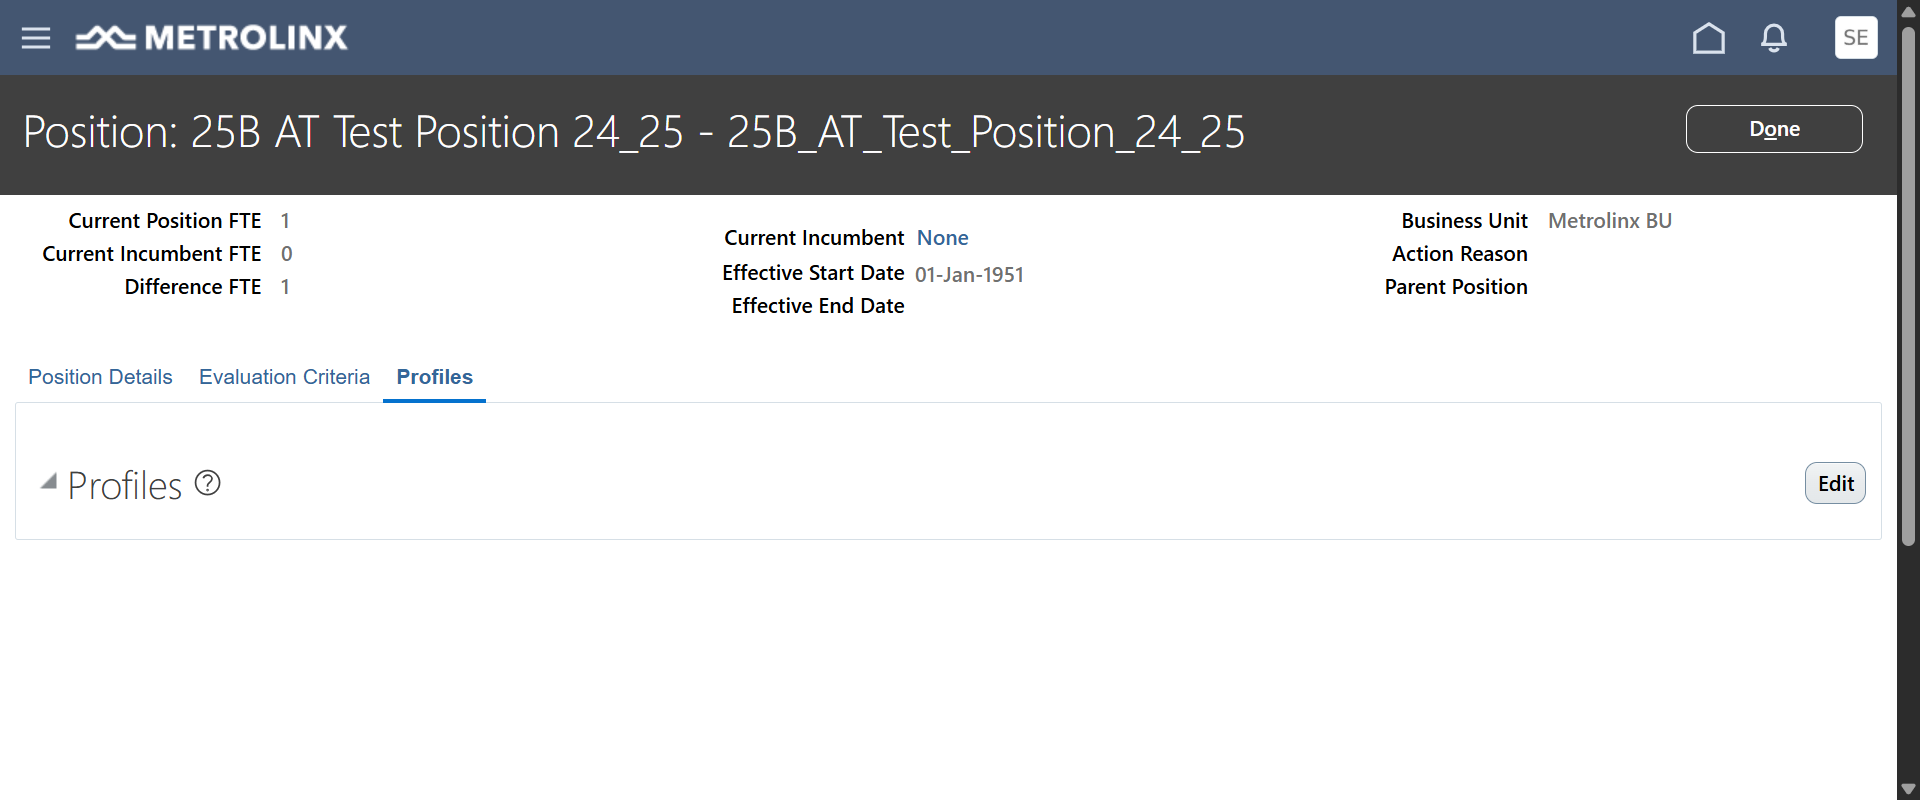 METROLINX
SE
Position: 25B AT Test Position 24_25 - 25B_AT_Test_Position_24_25
Done
Current Position FTE 1
Current Incumbent FTE 0
Difference FTE 1
Current Incumbent None
Effective Start Date 01-Jan-1951
Effective End Date
Business Unit Metrolinx BU
Action Reason
Parent Position
Position Details Evaluation Criteria Profiles
Profiles ?
Edit